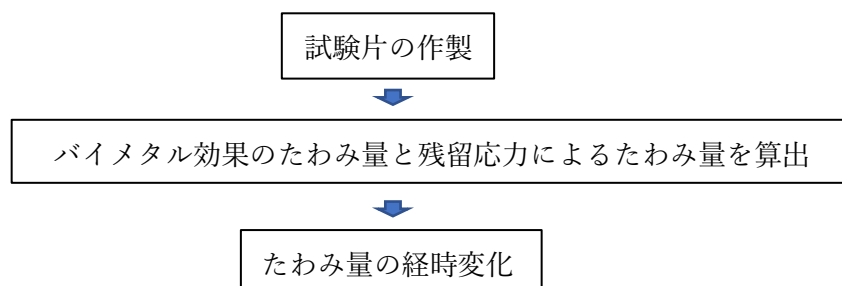 試験片の作製
バイメタル効果のたわみ量と残留応力によるたわみ量を算出
たわみ量の経時変化